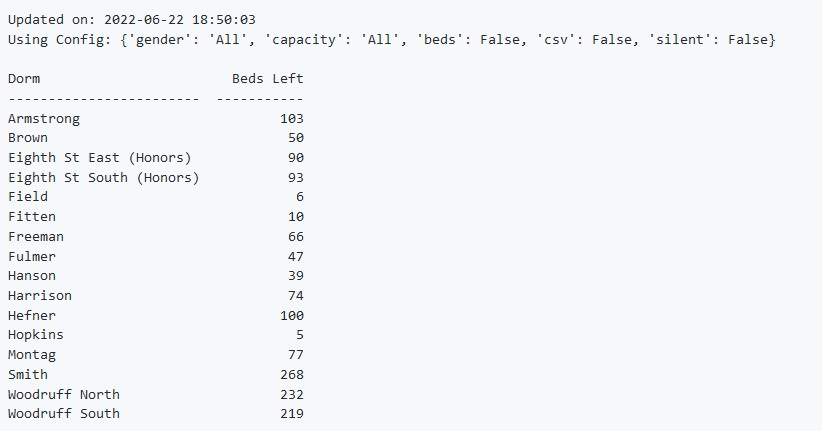 Updated on: 2022-06-22 18:50:03
Using Config: {'gender': 'All', 'capacity': 'All', 'beds': False, 'csv': False, 'silent': False}
Dorm Beds Left
------------------------ -----------
Armstrong 103
Brown 50
Eighth St East (Honors) 90
Eighth St South (Honors) 93
Field 6
Fitten 10
Freeman 66
Fulmer 47
Hanson 39
Harrison 74
Hefner 100
Hopkins 5
Montag 77
Smith 268
Woodruff North 232
Woodruff South 219